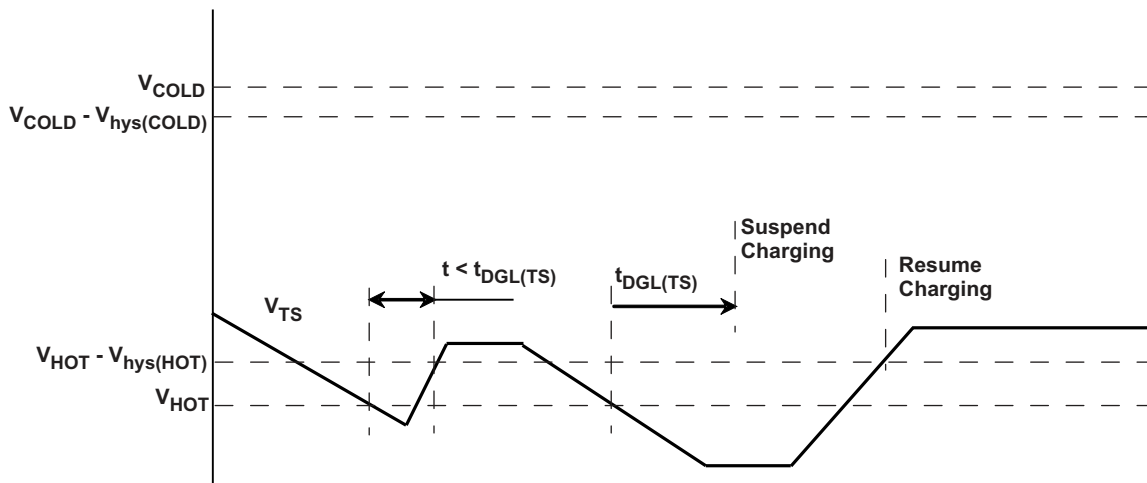 V_COLD
V_COLD - V_hys(COLD)
Suspend
Charging
t < t_DGL(TS)
t_DGL(TS)
Resume
Charging
V_TS
V_HOT - V_hys(HOT)
V_HOT